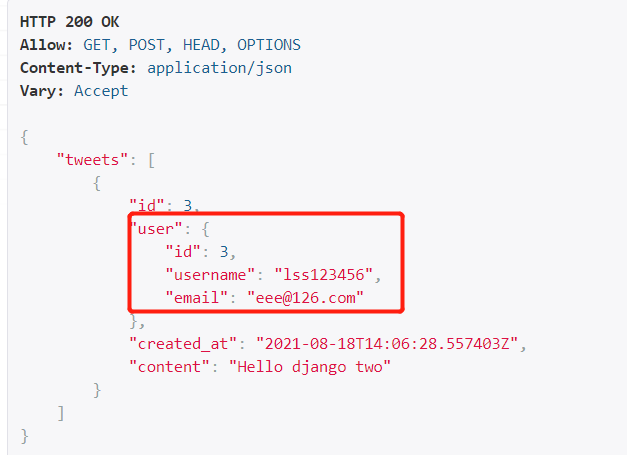 HTTP 200 OK
Allow: GET, POST, HEAD, OPTIONS
Content-Type: application/json
Vary: Accept
{
"tweets": [
{
"id": 3,
"user": {
"id": 3,
"username": "lss123456",
"email": "eee@126.com"
},
"created_at": "2021-08-18T14:06:28.557403Z",
"content": "Hello django two"
}
]
}